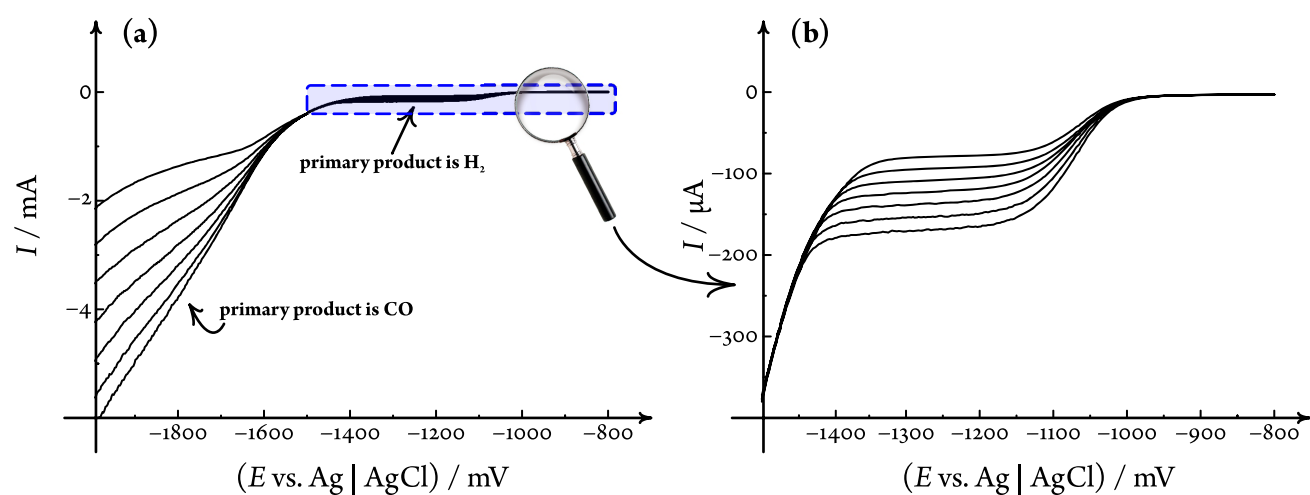 (a)
0
−2
−4
I / mA
primary product is H₂
primary product is CO
−1800 −1600 −1400 −1200 −1000 −800
(E vs. Ag | AgCl) / mV
(b)
0
−100
−200
−300
I / µA
−1400 −1300 −1200 −1100 −1000 −900 −800
(E vs. Ag | AgCl) / mV